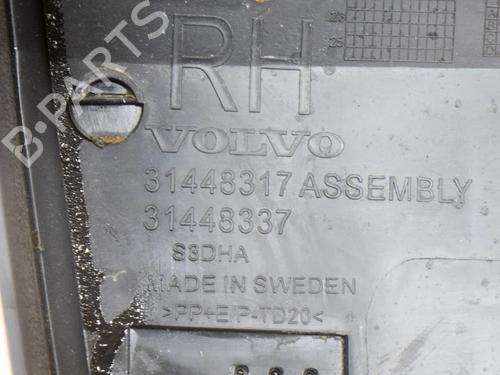 B-PARTS
RH
VOLVO
31448317 ASSEMBLY
31448337
S3DHA
MADE IN SWEDEN
>PP+E/P-TD20<